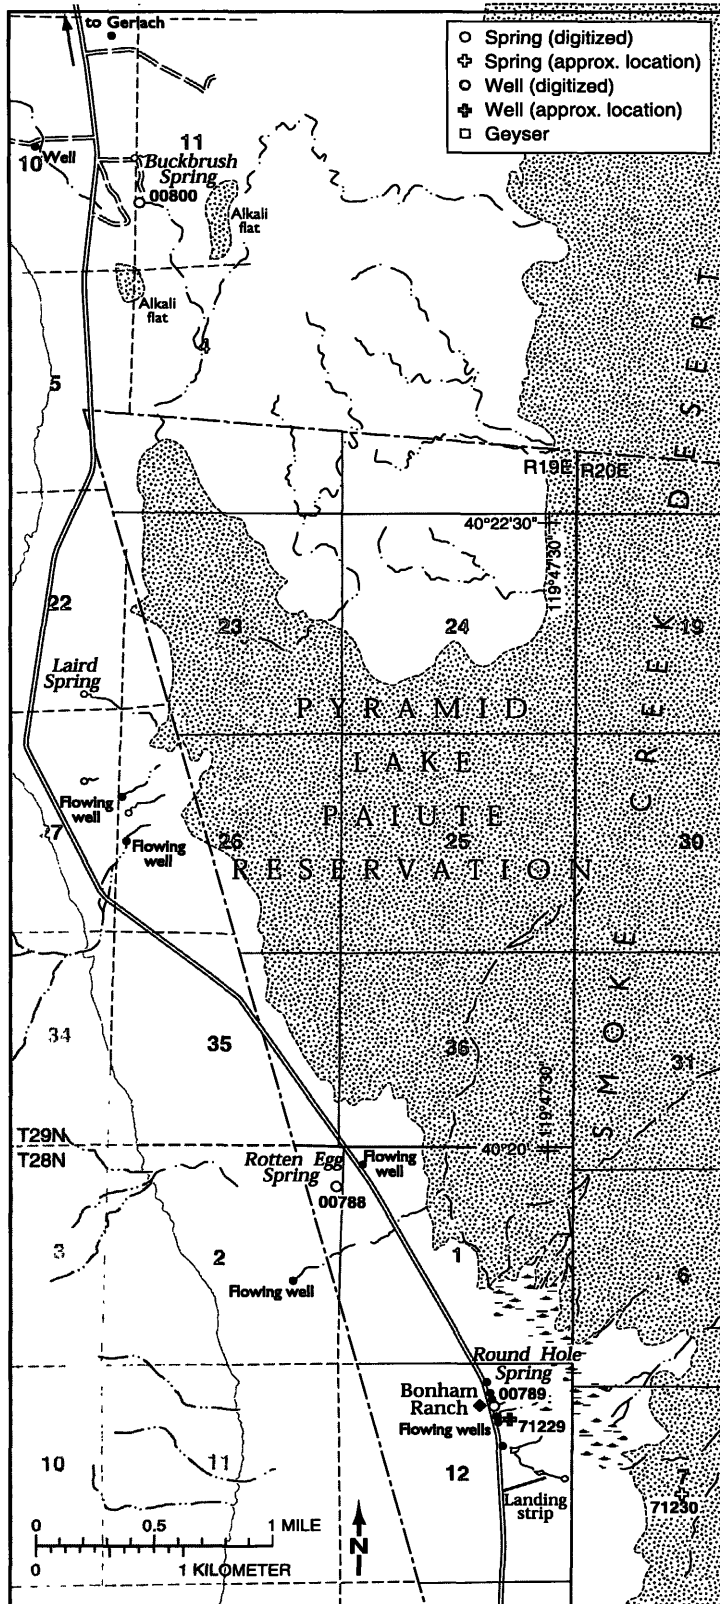 to Gerlach
Spring (digitized)
Spring (approx. location)
Well (digitized)
Well (approx. location)
Geyser
10
Well
11
Buckbrush
Spring
00800
Alkali
flat
Alkali
flat
4
5
R19E
R20E
40°22'30"
119°47'30"
22
23
24
19
Laird
Spring
PYRAMID
LAKE
PAIUTE
RESERVATION
SMOKE CREEK DESERT
Flowing
well
27
Flowing
well
26
25
30
34
35
36
31
119°47'30"
T29N
T28N
40°20'
Rotten Egg
Spring
00788
Flowing
well
3
2
1
6
Flowing well
Round Hole
Spring
00789
Bonham
Ranch
Flowing wells
71229
10
11
12
7
71230
Landing
strip
0 0.5 1 MILE
0 1 KILOMETER
N